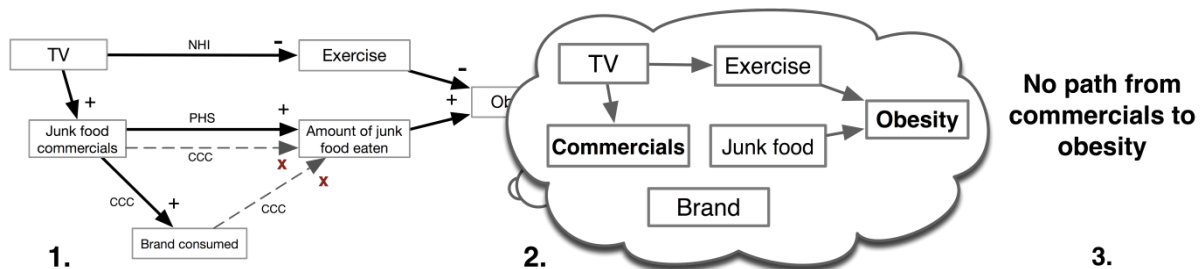 TV
NHI
-
Exercise
-
+
+
+
Junk food
commercials
PHS
CCC
x
x
Amount of junk
food eaten
CCC
+
CCC
Brand consumed
1.
TV
Exercise
Commercials
Junk food
Obesity
Brand
2.
No path from
commercials to
obesity
3.